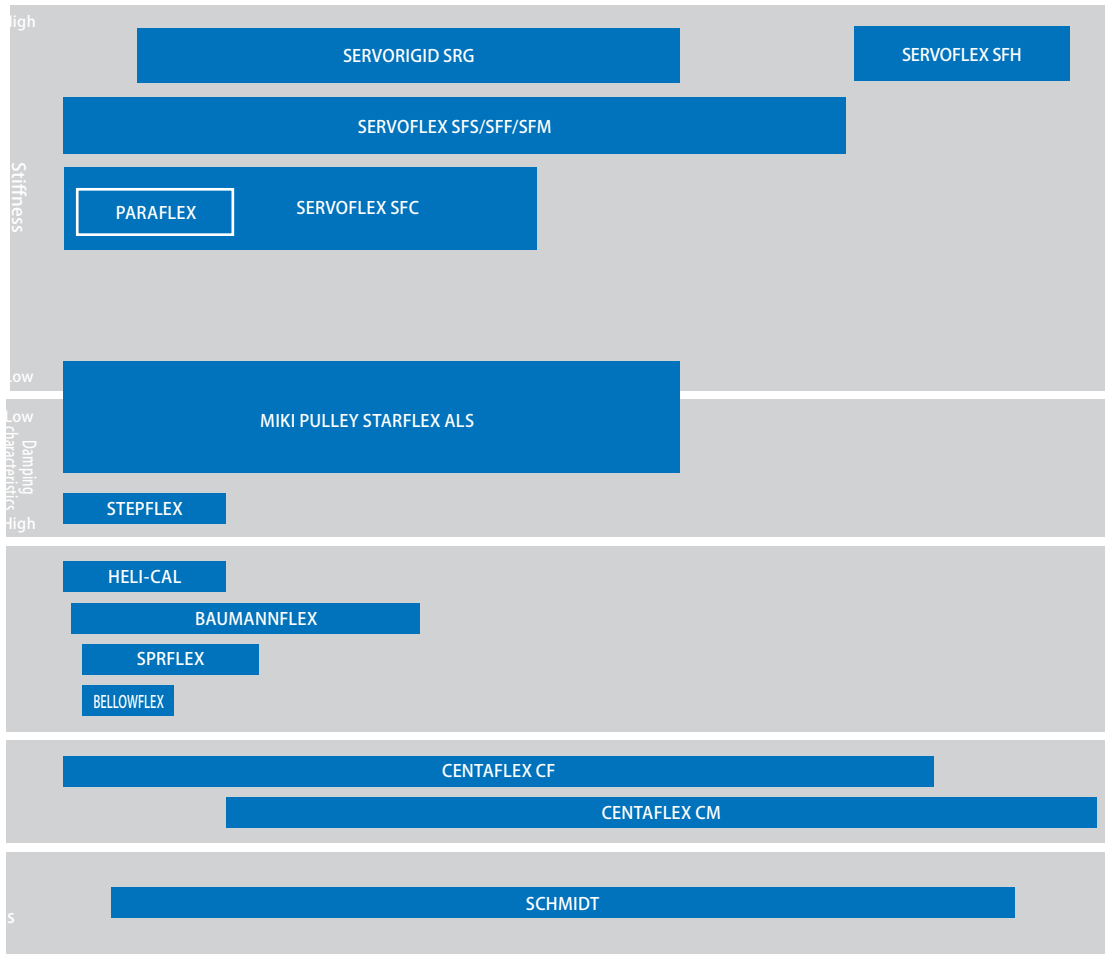 High
SERVORIGID SRG
SERVOFLEX SFH
SERVOFLEX SFS/SFF/SFM
Stiffness
PARAFLEX
SERVOFLEX SFC
Low
MIKI PULLEY STARFLEX ALS
Low
Damping
characteristics
STEPFLEX
High
HELI-CAL
BAUMANNFLEX
SPRFLEX
BELLOWFLEX
CENTAFLEX CF
CENTAFLEX CM
SCHMIDT
s